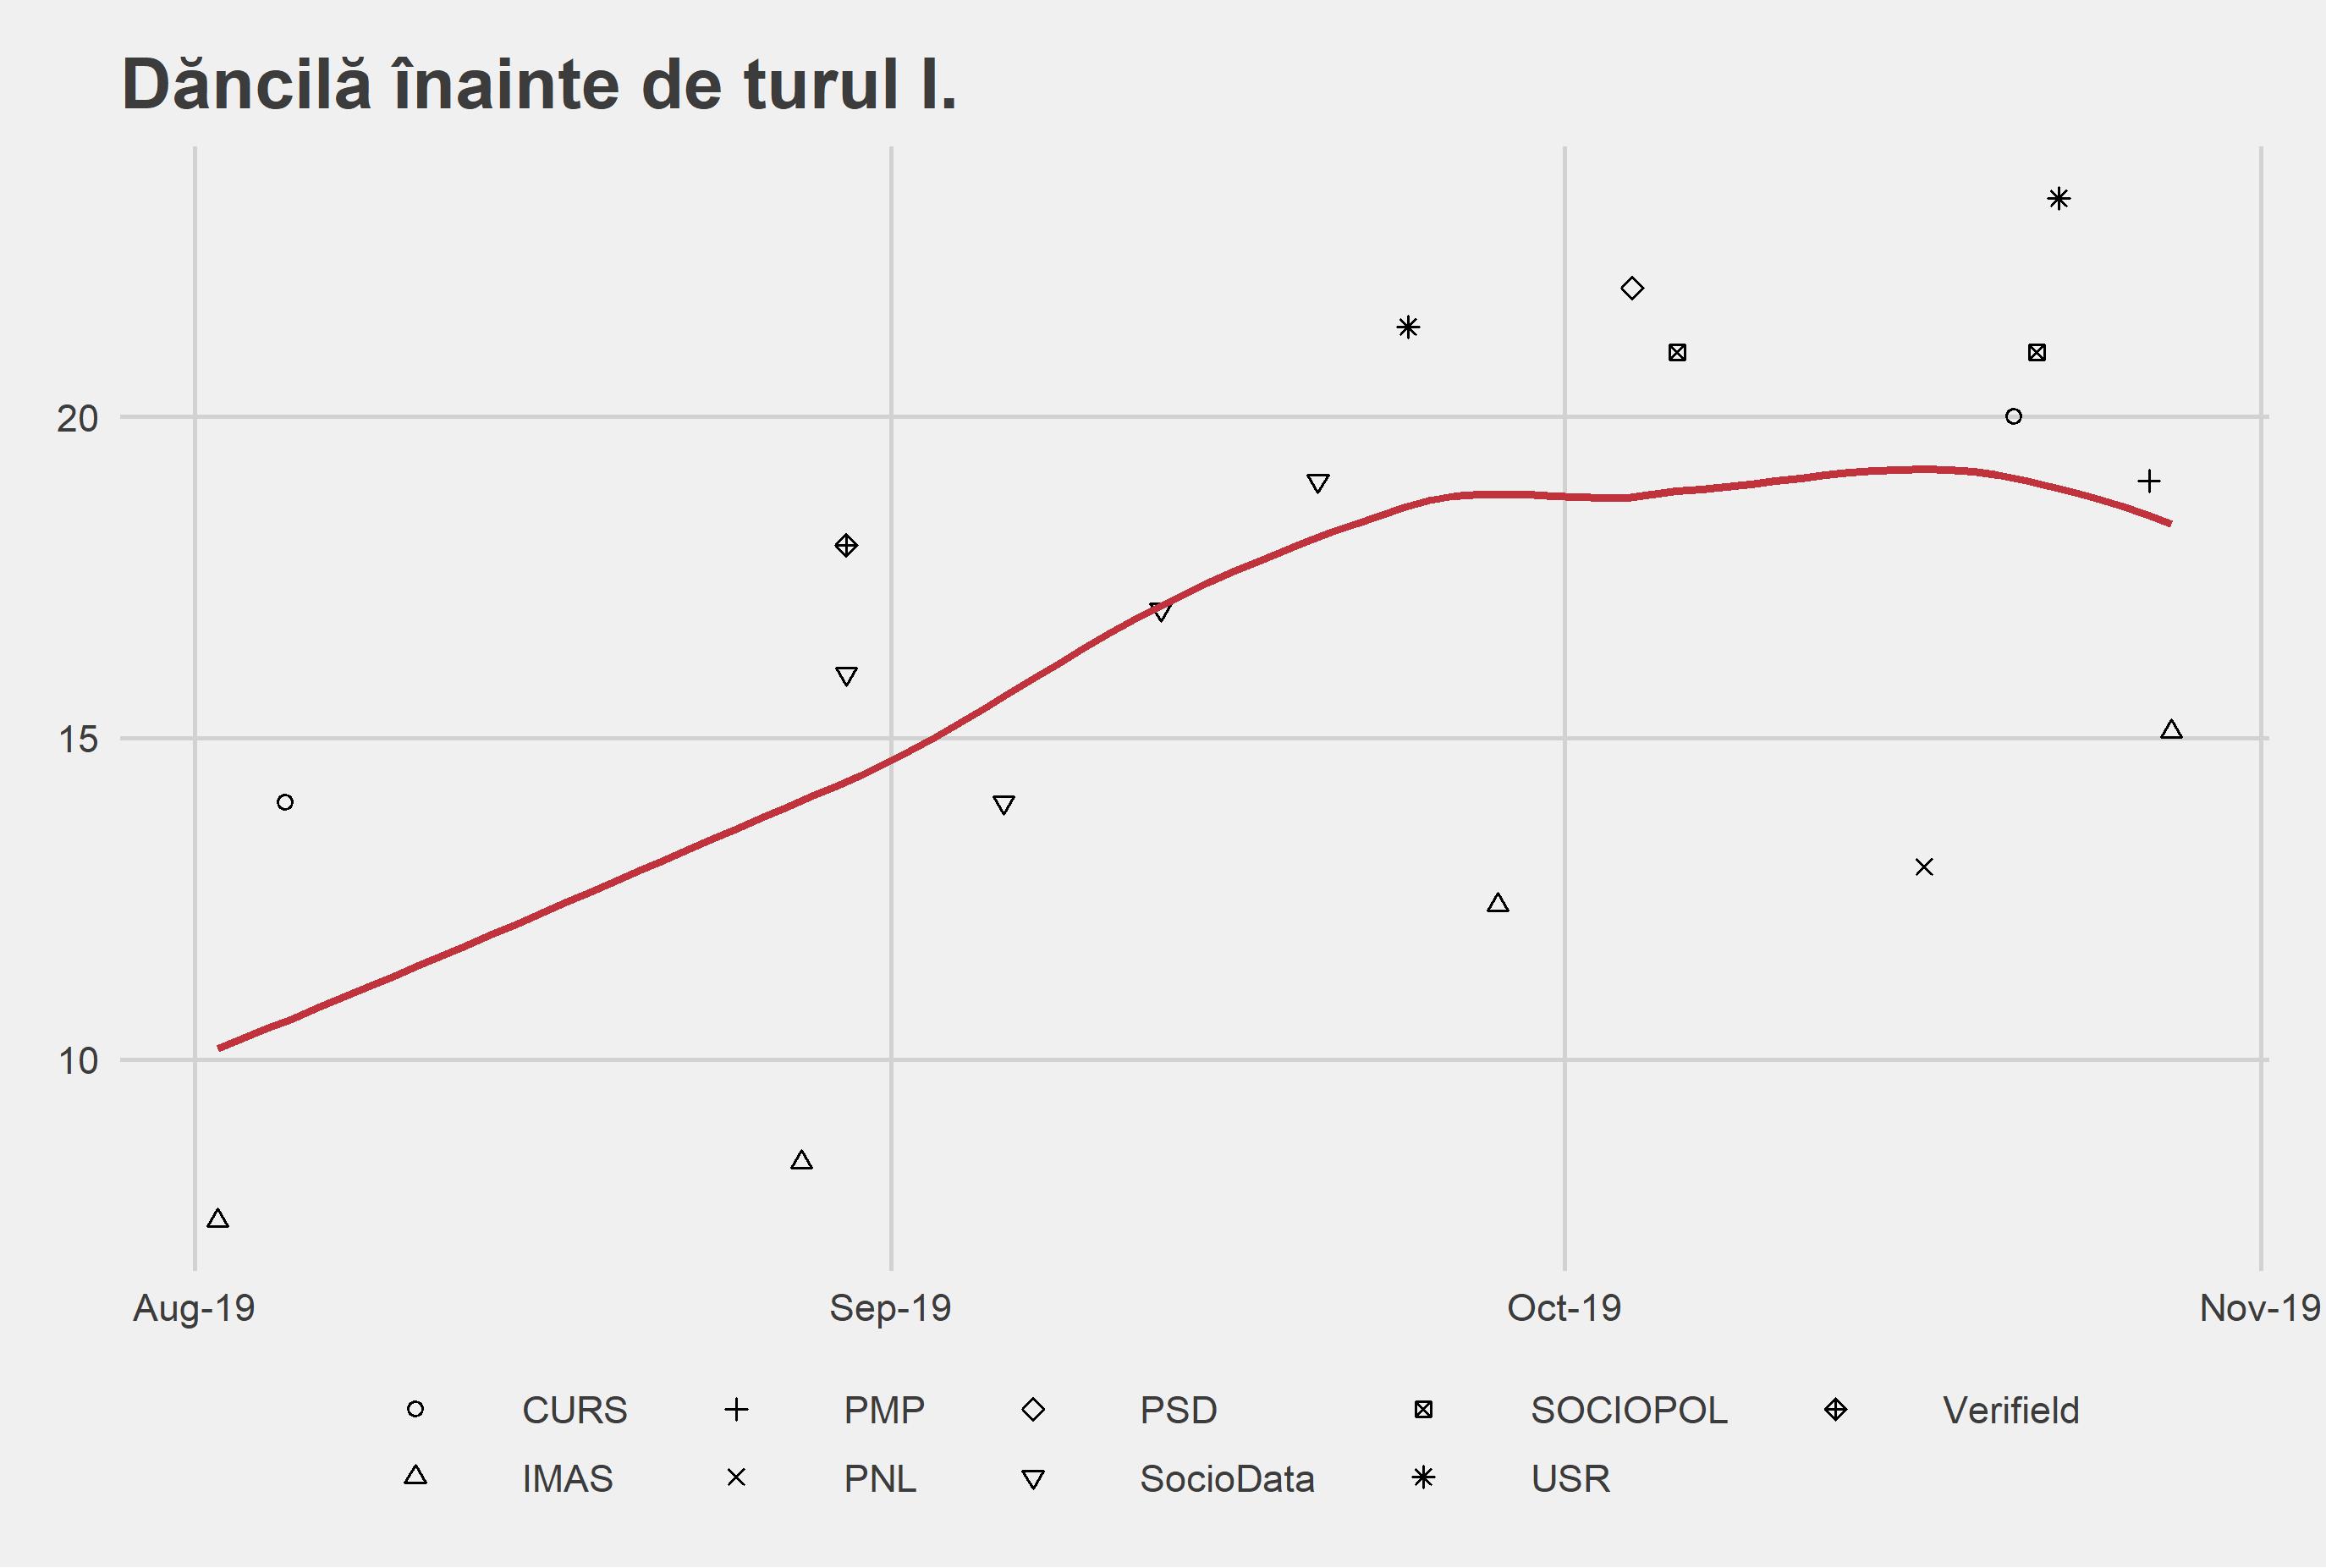 Dăncilă înainte de turul I.
20
15
10
Aug-19 Sep-19 Oct-19 Nov-19
CURS PMP PSD SOCIOPOL Verifield
IMAS PNL SocioData USR